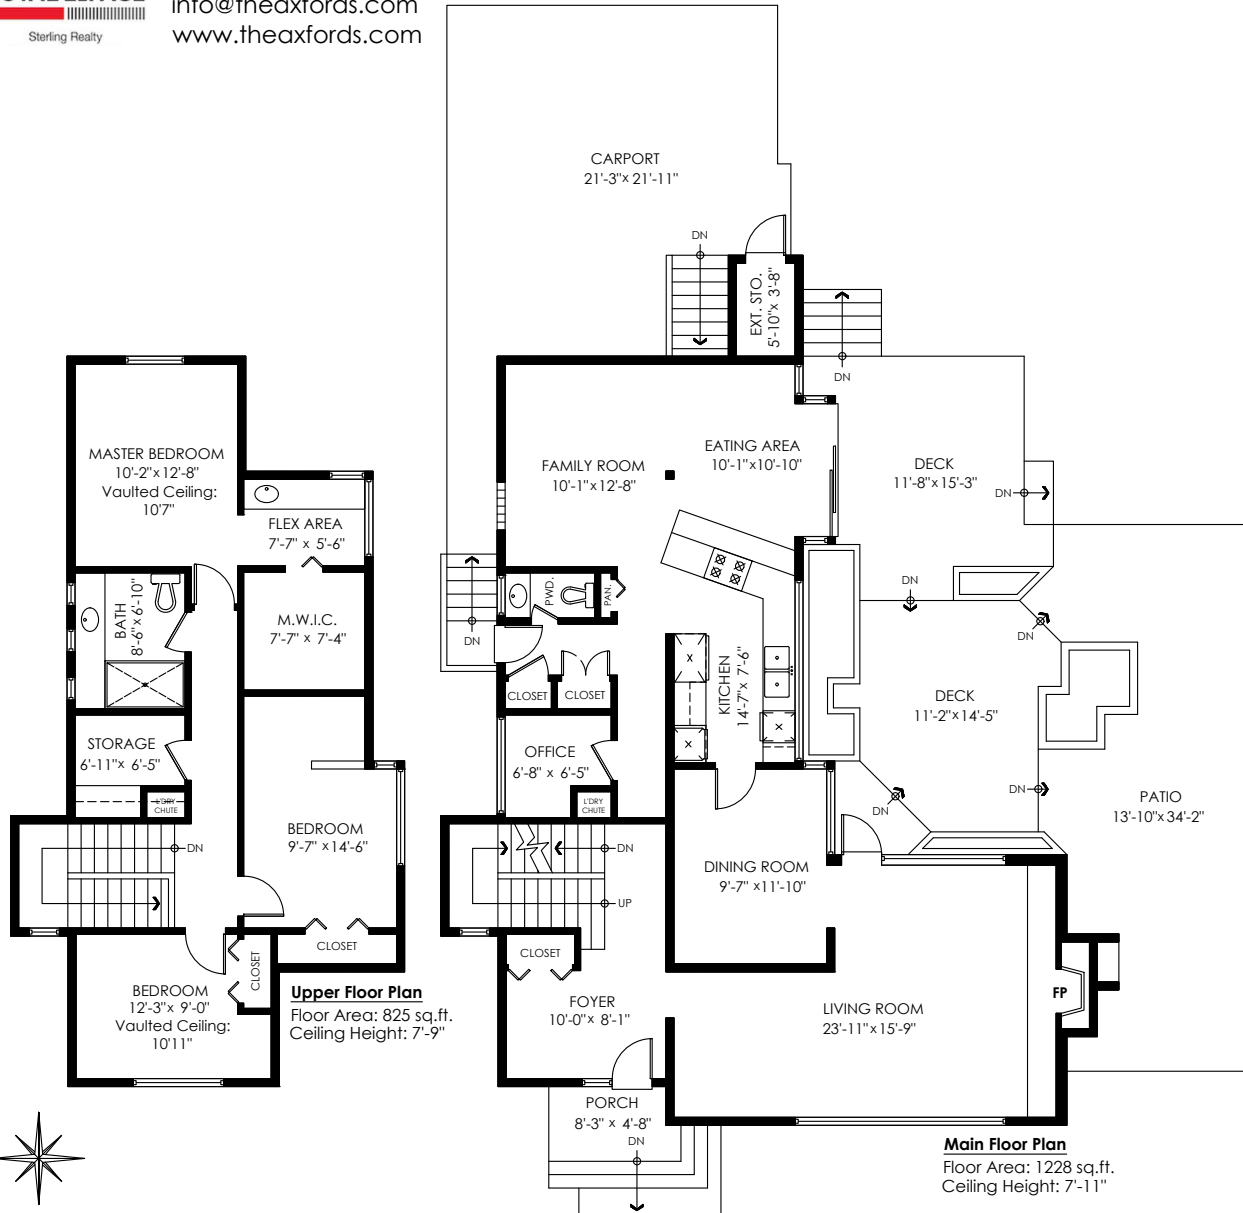 info@theaxfords.com
Sterling Realty
www.theaxfords.com
CARPORT
21'-3"x 21'-11"
DN
EXT. STO.
5'-10"x 3'-8"
DN
MASTER BEDROOM
10'-2"x12'-8"
Vaulted Ceiling:
10'7"
FLEX AREA
7'-7" x 5'-6"
BATH
8'-6"x 6'-10"
M.W.I.C.
7'-7" x 7'-4"
STORAGE
6'-11"x 6'-5"
L'DRY
CHUTE
DN
BEDROOM
9'-7" x 14'-6"
CLOSET
CLOSET
BEDROOM
12'-3"x 9'-0"
Vaulted Ceiling:
10'11"
Upper Floor Plan
Floor Area: 825 sq.ft.
Ceiling Height: 7'-9"
FAMILY ROOM
10'-1"x12'-8"
EATING AREA
10'-1"x10'-10"
DECK
11'-8"x15'-3"
DN
PWD.
PAN.
DN
CLOSET
CLOSET
KITCHEN
14'-7"x 7'-6"
OFFICE
6'-8" x 6'-5"
L'DRY
CHUTE
DN
DN
DECK
11'-2"x14'-5"
DN
DN
PATIO
13'-10"x34'-2"
DN
UP
DINING ROOM
9'-7" x11'-10"
CLOSET
FOYER
10'-0"x 8'-1"
LIVING ROOM
23'-11"x15'-9"
FP
PORCH
8'-3" x 4'-8"
DN
Main Floor Plan
Floor Area: 1228 sq.ft.
Ceiling Height: 7'-11"